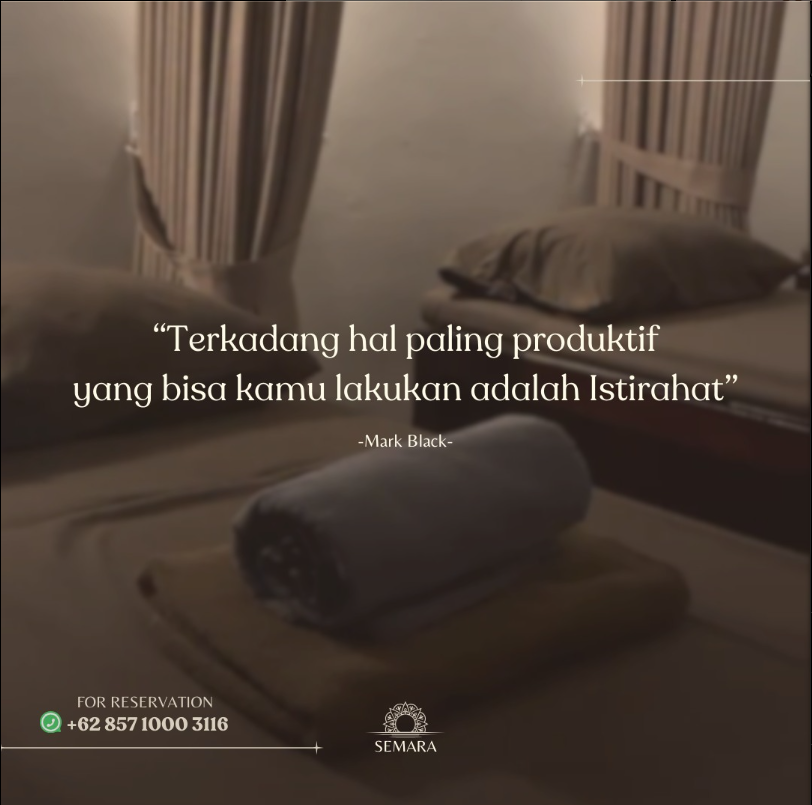 “Terkadang hal paling produktif
yang bisa kamu lakukan adalah Istirahat”
-Mark Black-
FOR RESERVATION
+62 857 1000 3116
SEMARA